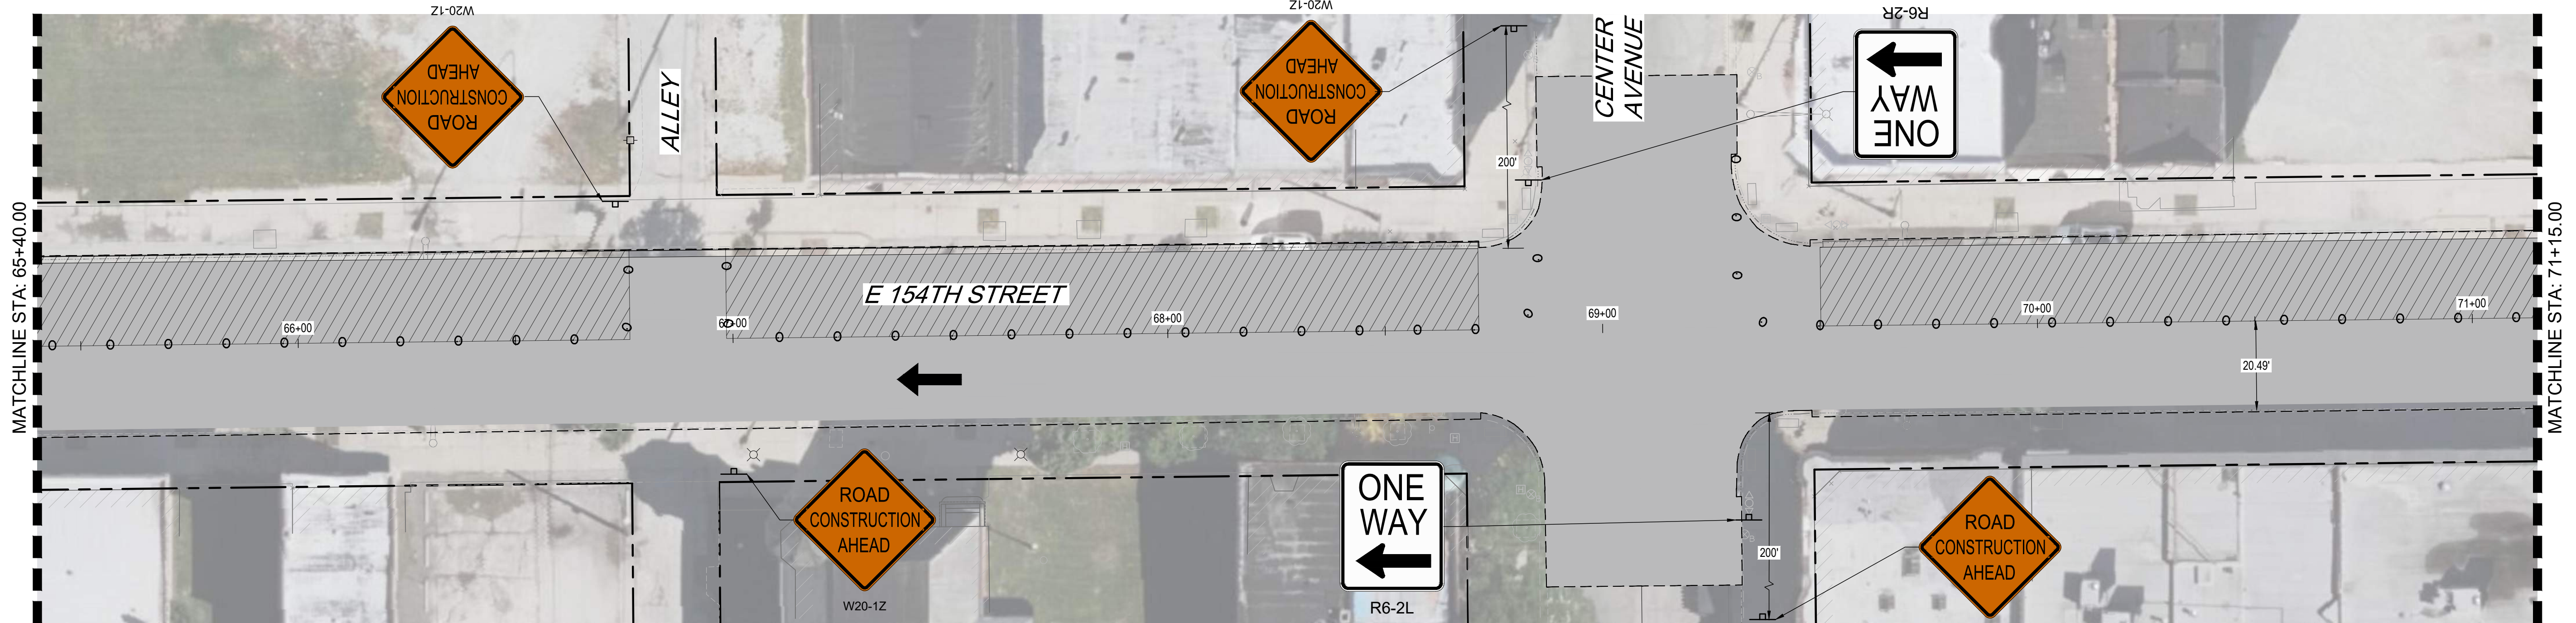 W20-1Z
W20-1Z
R6-2R
ROAD
CONSTRUCTION
AHEAD
ALLEY
ROAD
CONSTRUCTION
AHEAD
CENTER
AVENUE
ONE
WAY
200'
MATCHLINE STA: 65+40.00
MATCHLINE STA: 71+15.00
E 154TH STREET
66+00
67+00
68+00
69+00
70+00
71+00
20.49'
ROAD
CONSTRUCTION
AHEAD
W20-1Z
ONE
WAY
R6-2L
200'
ROAD
CONSTRUCTION
AHEAD